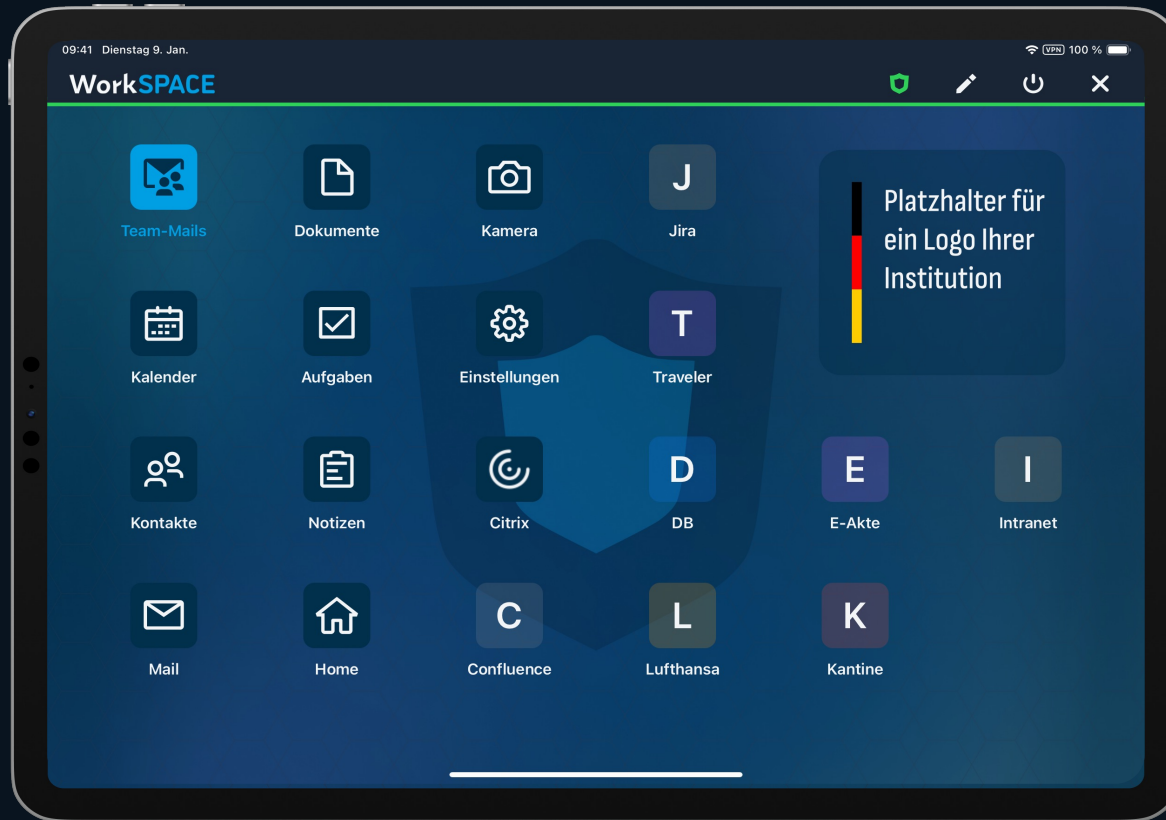 09:41 Dienstag 9. Jan.
VPN 100 %
WorkSPACE
Team-Mails
Dokumente
Kamera
J
Jira
Platzhalter für
ein Logo Ihrer
Institution
Kalender
Aufgaben
Einstellungen
T
Traveler
Kontakte
Notizen
Citrix
D
DB
E
E-Akte
I
Intranet
Mail
Home
C
Confluence
L
Lufthansa
K
Kantine